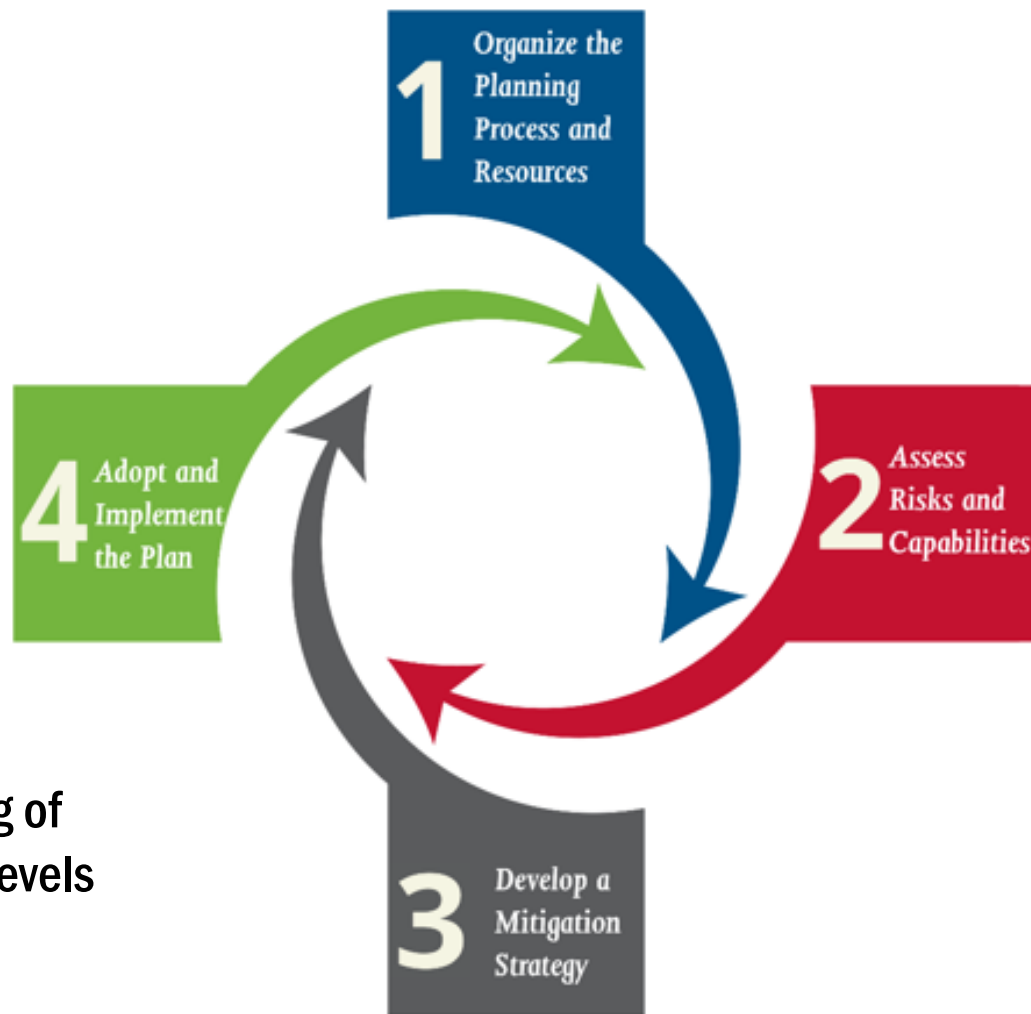 1
Organize the
Planning
Process and
Resources
2
Assess
Risks and
Capabilities
3
Develop a
Mitigation
Strategy
4
Adopt and
Implement
the Plan
g of
evels